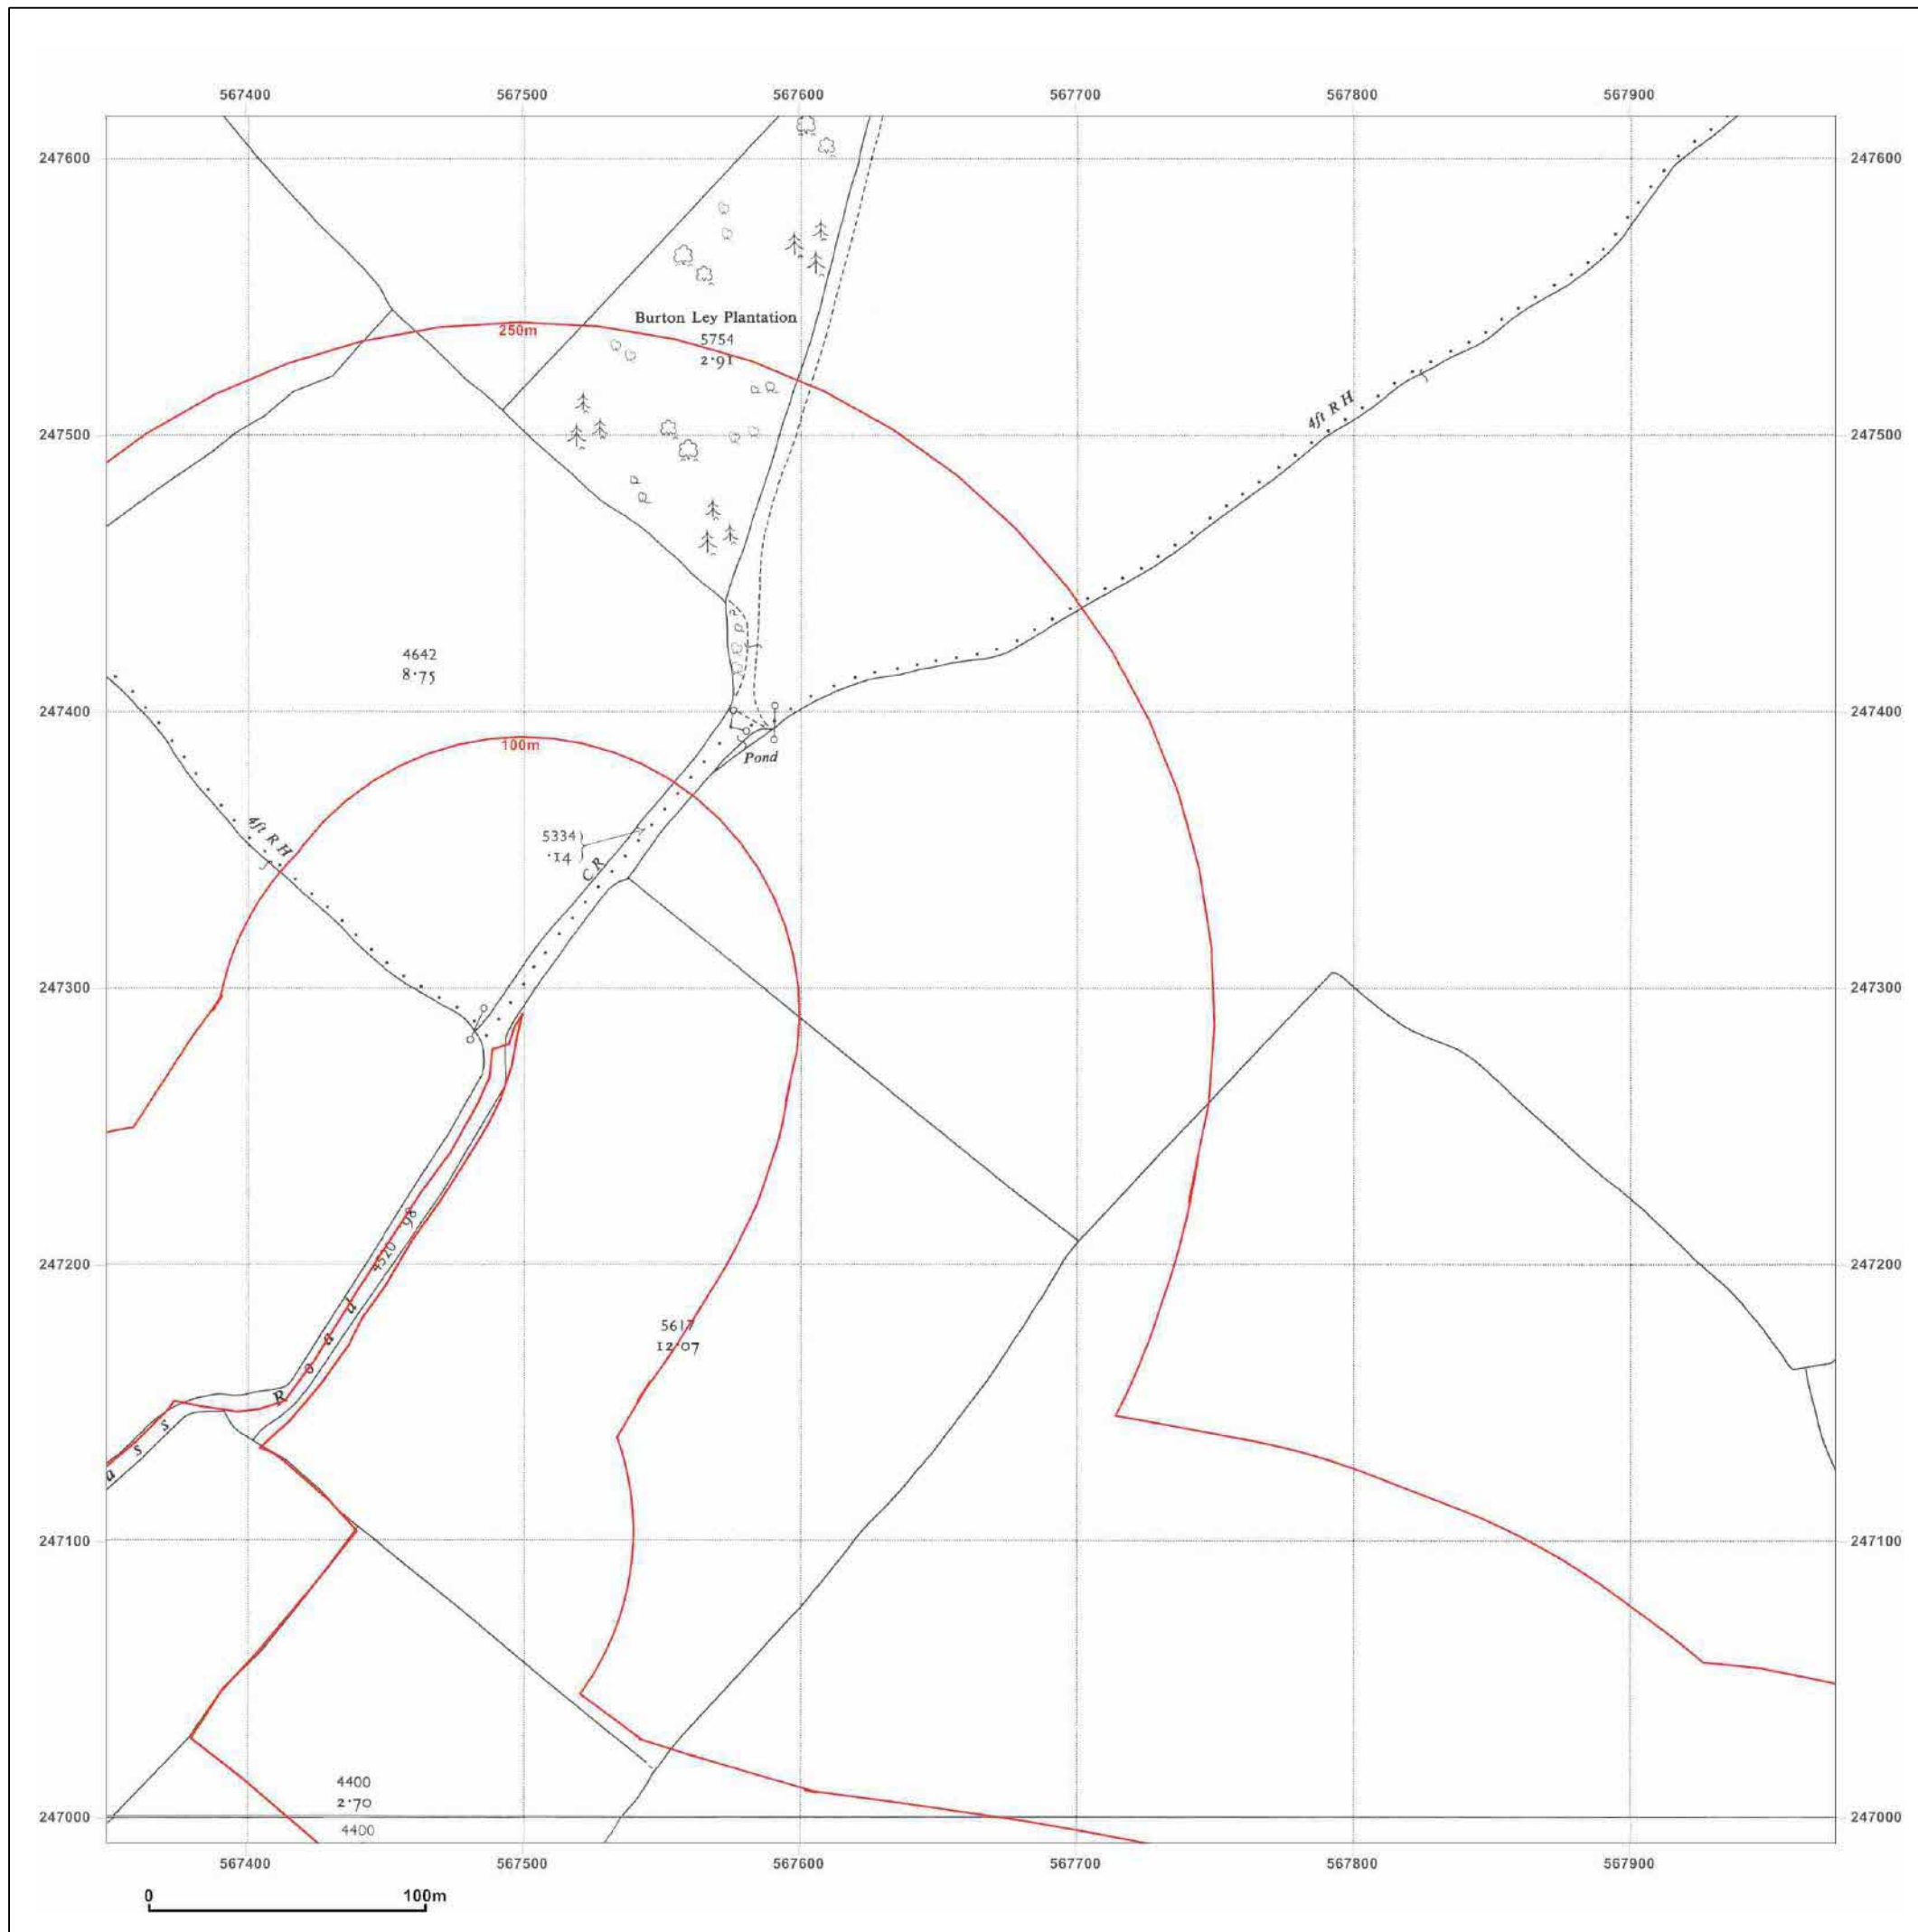 567400 567500 567600 567700 567800 567900
247600 247600
Burton Ley Plantation
250m
5754
2·91
4ft R H
247500 247500
4642
8·75
247400 247400
100m
Pond
4ft R H
5334
·14
C R
247300 247300
98
4520
247200 247200
5617
12·07
a s s R o a d
247100 247100
4400
2·70
247000 247000
4400
567400 567500 567600 567700 567800 567900
0 100m